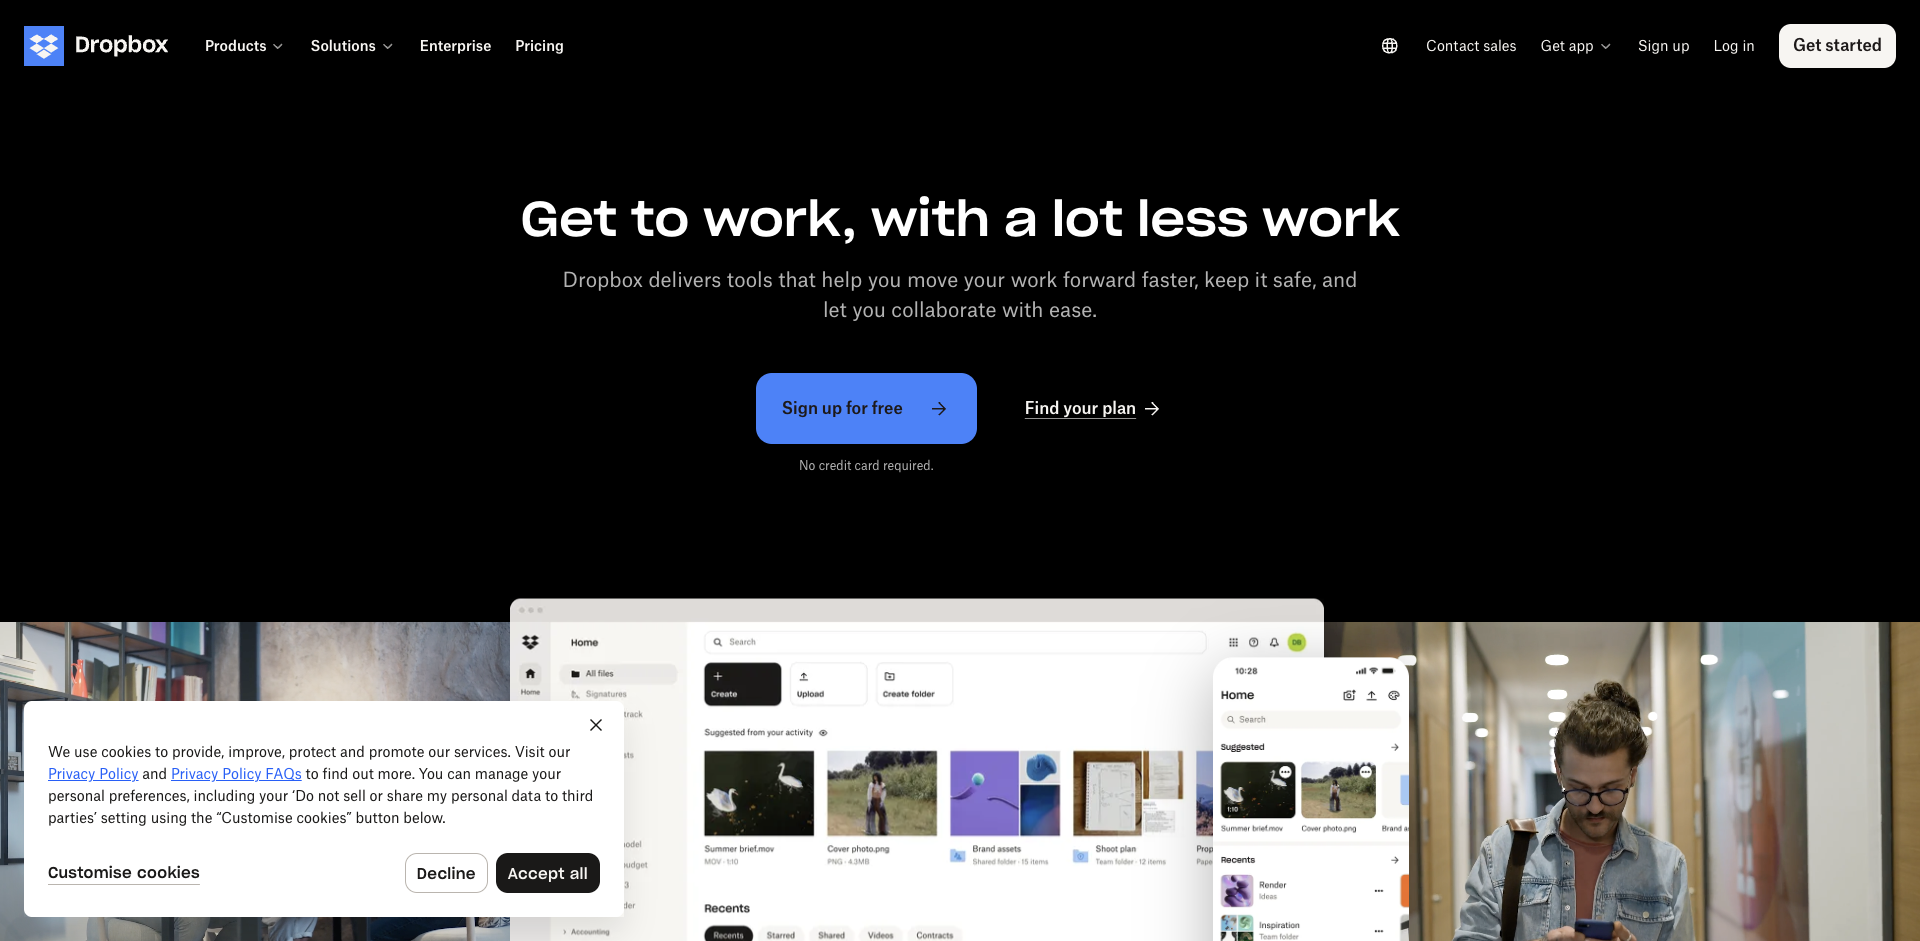 Dropbox
Products
Solutions
Enterprise
Pricing
Contact sales
Get app
Sign up
Log in
Get started
Get to work, with a lot less work
Dropbox delivers tools that help you move your work forward faster, keep it safe, and
let you collaborate with ease.
Sign up for free
Find your plan
No credit card required.
Home
Search
DB
Home
All files
Signatures
track
Create
Upload
Create folder
Suggested from your activity
Summer brief.mov
MOV · 1:10
Cover photo.png
PNG · 4.3MB
Brand assets
Shared folder · 15 items
Shoot plan
Team folder · 12 items
Prop
Pape
Recents
Recents
Starred
Shared
Videos
Contracts
Accounting
10:28
Home
Search
Suggested
1:10
Summer brief.mov
Cover photo.png
Brand a
Recents
Render
Ideas
Inspiration
Team folder
We use cookies to provide, improve, protect and promote our services. Visit our
Privacy Policy and Privacy Policy FAQs to find out more. You can manage your
personal preferences, including your ‘Do not sell or share my personal data to third
parties’ setting using the “Customise cookies” button below.
Customise cookies
Decline
Accept all